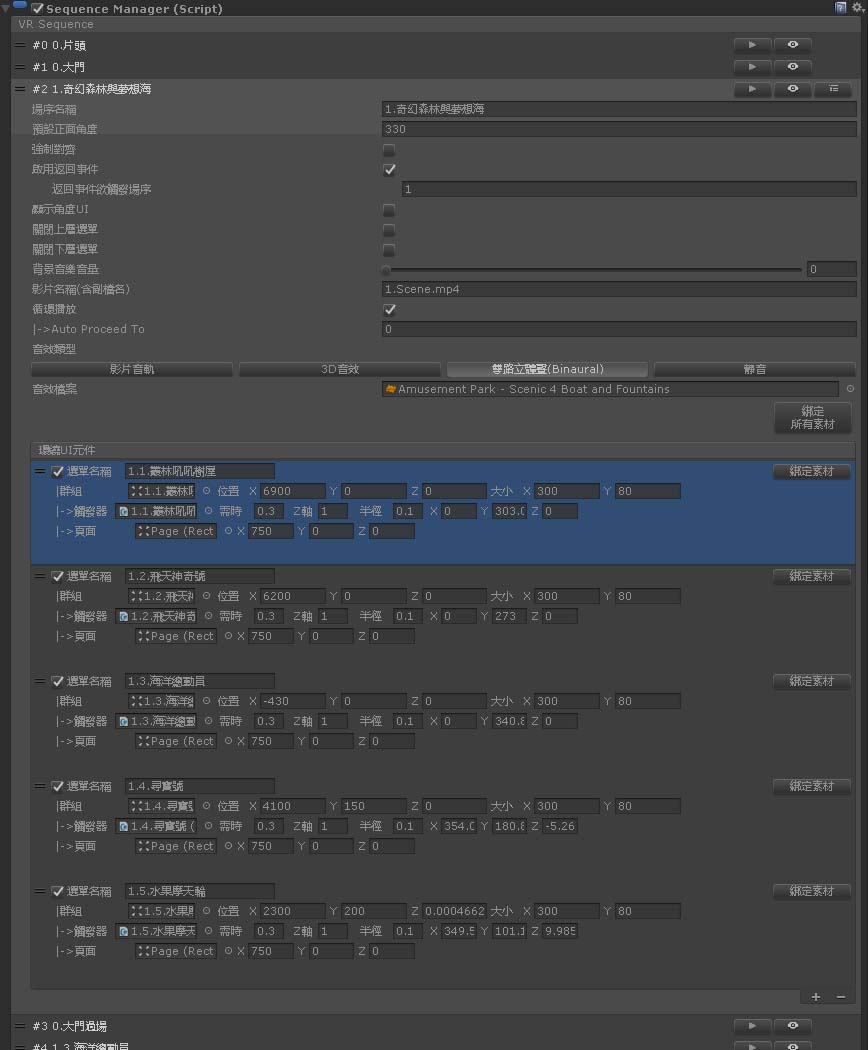 Sequence Manager (Script)
VR Sequence
#0 0.片頭
#1 0.大門
#2 1.奇幻森林與夢想海
場序名稱 1.奇幻森林與夢想海
預設正面角度 330
強制對齊
啟用返回事件
返回事件欲觸發場序 1
顯示角度UI
關閉上層選單
關閉下層選單
背景音樂音量 0
影片名稱(含副檔名) 1.Scene.mp4
循環播放
|->Auto Proceed To 0
音效類型
影片音軌 3D音效 雙路立體聲(Binaural) 靜音
音效檔案 Amusement Park - Scenic 4 Boat and Fountains
綁定
所有素材
環繞UI元件
選單名稱 1.1.叢林吼吼樹屋 綁定素材
|群組 1.1.叢林 位置 X 6900 Y 0 Z 0 大小 X 300 Y 80
|->觸發器 1.1.叢林吼吼 需時 0.3 Z軸 1 半徑 0.1 X 0 Y 303.0 Z 0
|->頁面 Page (Rect X 750 Y 0 Z 0
選單名稱 1.2.飛天神奇號 綁定素材
|群組 1.2.飛天 位置 X 6200 Y 0 Z 0 大小 X 300 Y 80
|->觸發器 1.2.飛天神奇 需時 0.3 Z軸 1 半徑 0.1 X 0 Y 273 Z 0
|->頁面 Page (Rect X 750 Y 0 Z 0
選單名稱 1.3.海洋總動員 綁定素材
|群組 1.3.海洋 位置 X -430 Y 0 Z 0 大小 X 300 Y 80
|->觸發器 1.3.海洋總動 需時 0.3 Z軸 1 半徑 0.1 X 0 Y 340.8 Z 0
|->頁面 Page (Rect X 750 Y 0 Z 0
選單名稱 1.4.尋寶號 綁定素材
|群組 1.4.尋寶號 位置 X 4100 Y 150 Z 0 大小 X 300 Y 80
|->觸發器 1.4.尋寶號 ( 需時 0.3 Z軸 1 半徑 0.1 X 354.0 Y 180.8 Z -5.26
|->頁面 Page (Rect X 750 Y 0 Z 0
選單名稱 1.5.水果摩天輪 綁定素材
|群組 1.5.水果 位置 X 2300 Y 200 Z 0.0004662 大小 X 300 Y 80
|->觸發器 1.5.水果摩天 需時 0.3 Z軸 1 半徑 0.1 X 349.5 Y 101.1 Z 9.985
|->頁面 Page (Rect X 750 Y 0 Z 0
#3 0.大門過場
#4 1.3.海洋總動員